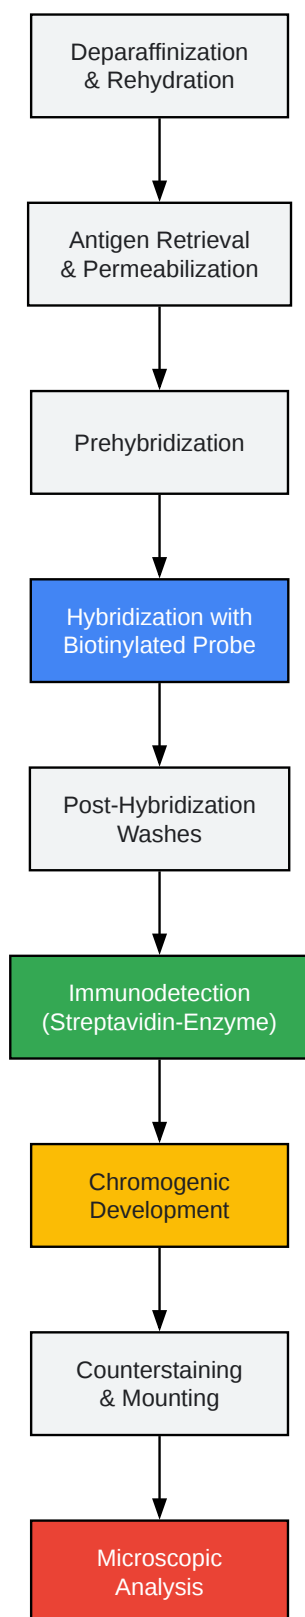 Deparaffinization
& Rehydration
Antigen Retrieval
& Permeabilization
Prehybridization
Hybridization with
Biotinylated Probe
Post-Hybridization
Washes
Immunodetection
(Streptavidin-Enzyme)
Chromogenic
Development
Counterstaining
& Mounting
Microscopic
Analysis